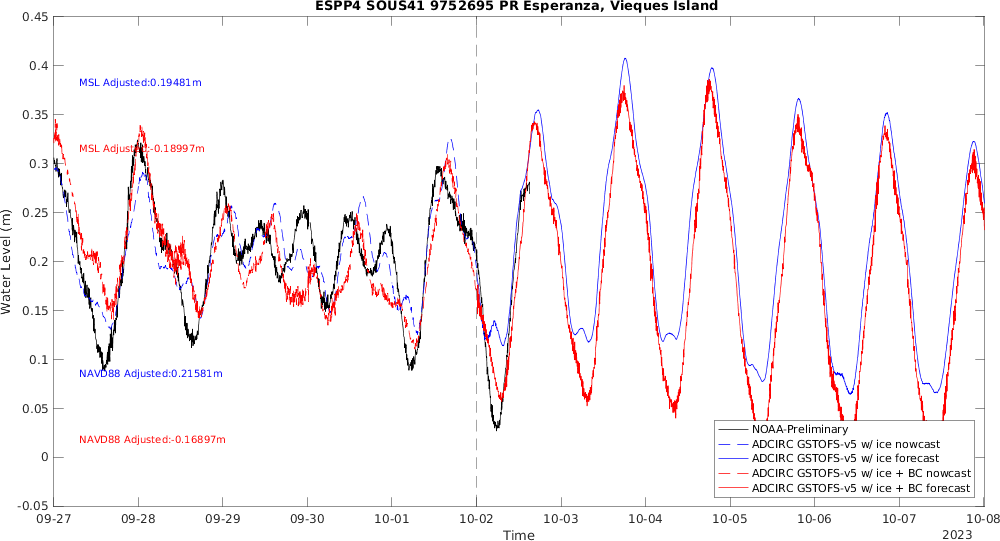 ESPP4 SOUS41 9752695 PR Esperanza, Vieques Island
0.45
0.4
0.35
0.3
0.25
0.2
0.15
0.1
0.05
0
-0.05
Water Level (m)
MSL Adjusted:0.19481m
MSL Adjusted:-0.18997m
NAVD88 Adjusted:0.21581m
NAVD88 Adjusted:-0.16897m
NOAA-Preliminary
ADCIRC GSTOFS-v5 w/ ice nowcast
ADCIRC GSTOFS-v5 w/ ice forecast
ADCIRC GSTOFS-v5 w/ ice + BC nowcast
ADCIRC GSTOFS-v5 w/ ice + BC forecast
09-27 09-28 09-29 09-30 10-01 10-02 10-03 10-04 10-05 10-06 10-07 10-08
Time
2023